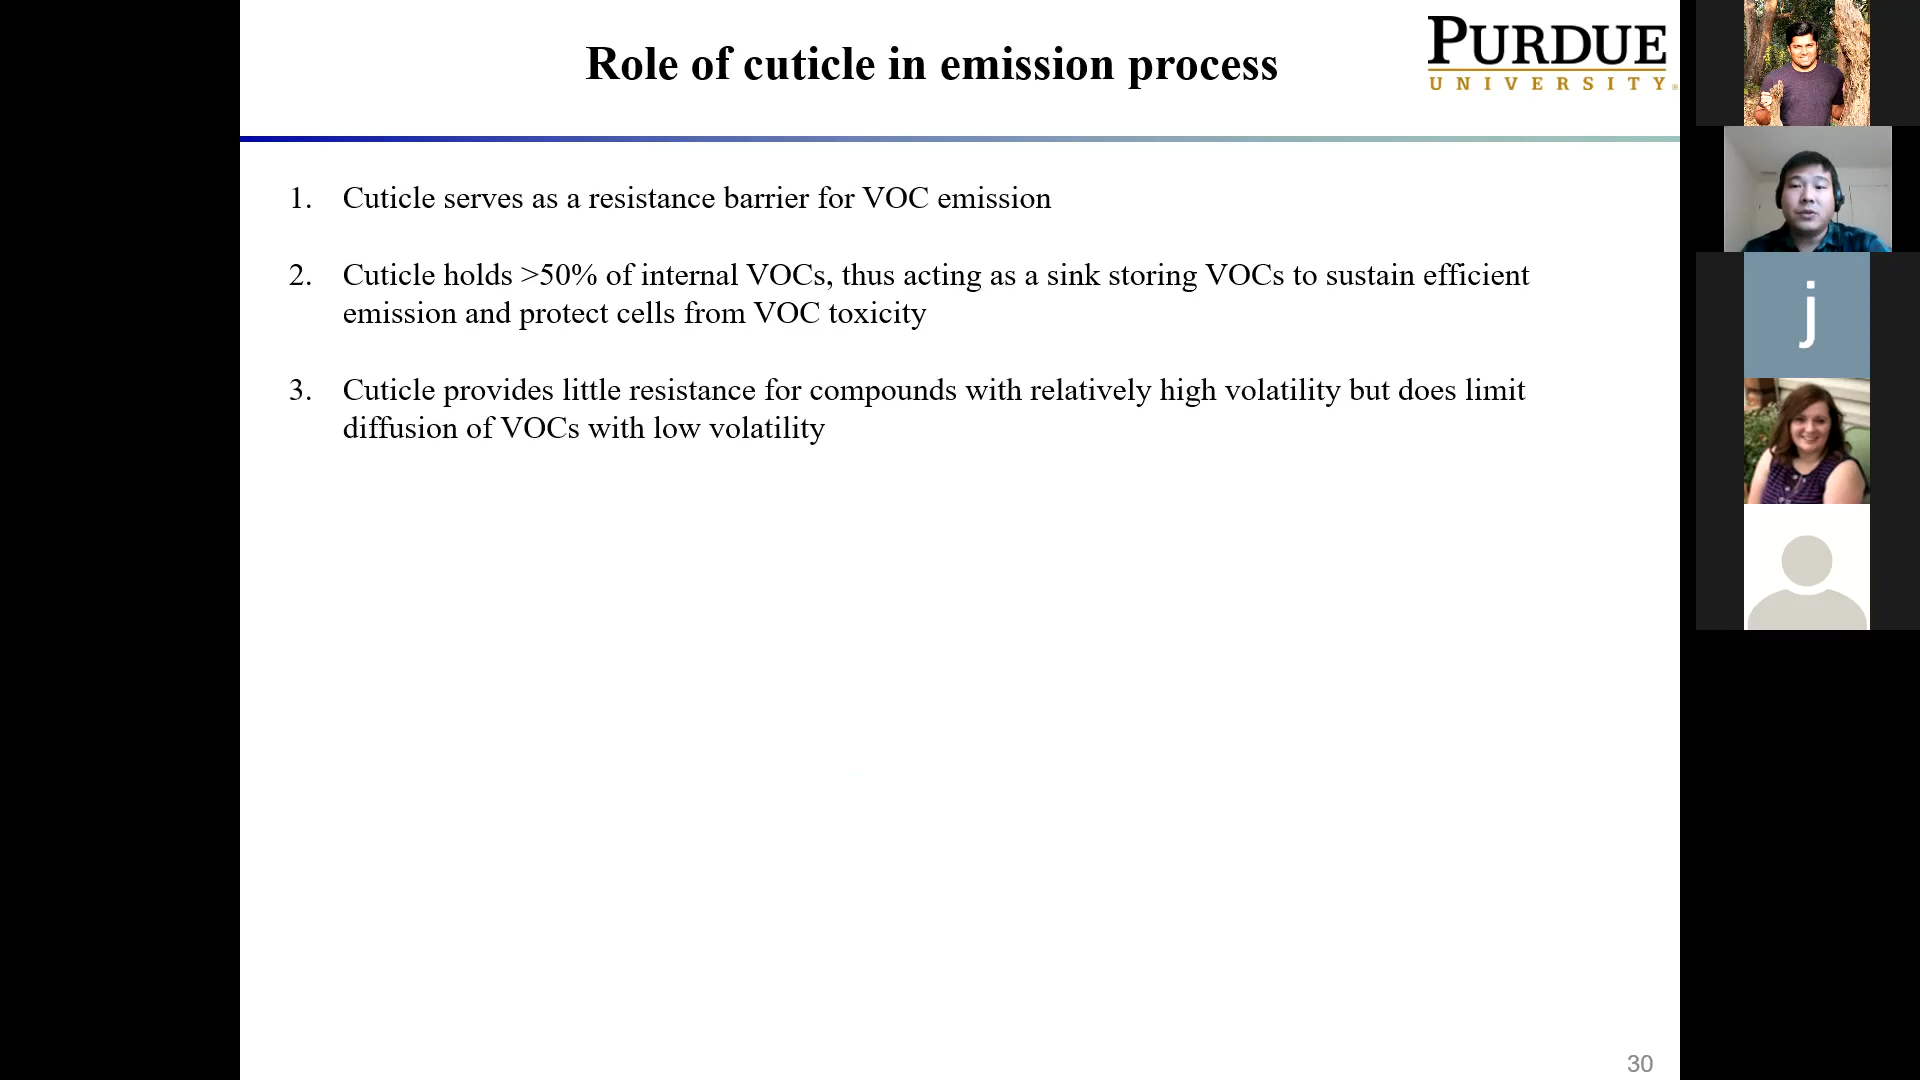 Role of cuticle in emission process
PURDUE
UNIVERSITY®
1. Cuticle serves as a resistance barrier for VOC emission
2. Cuticle holds >50% of internal VOCs, thus acting as a sink storing VOCs to sustain efficient
emission and protect cells from VOC toxicity
3. Cuticle provides little resistance for compounds with relatively high volatility but does limit
diffusion of VOCs with low volatility
j
30